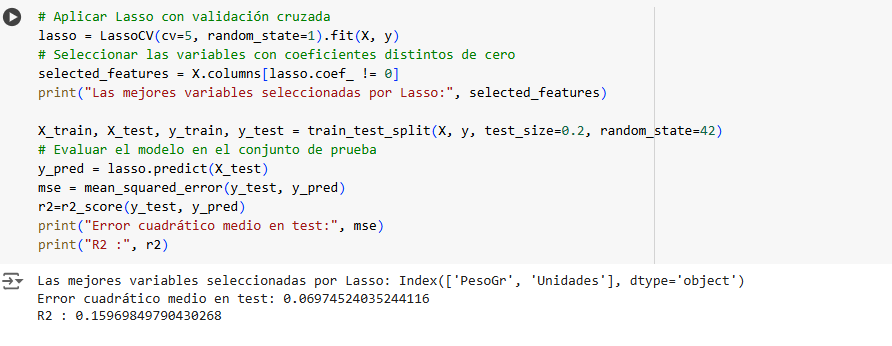 # Aplicar Lasso con validación cruzada
lasso = LassoCV(cv=5, random_state=1).fit(X, y)
# Seleccionar las variables con coeficientes distintos de cero
selected_features = X.columns[lasso.coef_ != 0]
print("Las mejores variables seleccionadas por Lasso:", selected_features)

X_train, X_test, y_train, y_test = train_test_split(X, y, test_size=0.2, random_state=42)
# Evaluar el modelo en el conjunto de prueba
y_pred = lasso.predict(X_test)
mse = mean_squared_error(y_test, y_pred)
r2=r2_score(y_test, y_pred)
print("Error cuadrático medio en test:", mse)
print("R2 :", r2)

Las mejores variables seleccionadas por Lasso: Index(['PesoGr', 'Unidades'], dtype='object')
Error cuadrático medio en test: 0.06974524035244116
R2 : 0.15969849790430268